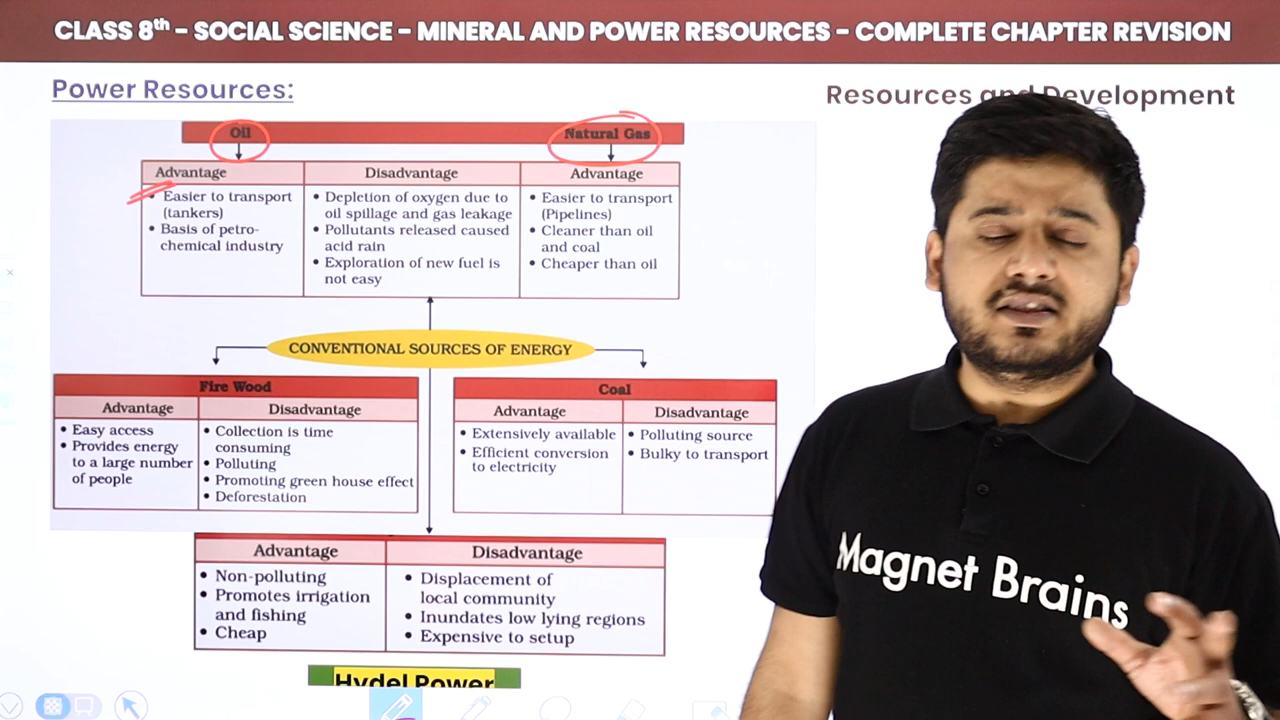 CLASS 8th – SOCIAL SCIENCE – MINERAL AND POWER RESOURCES – COMPLETE CHAPTER REVISION
Power Resources:
Resources and Development
Oil
Natural Gas
Advantage
• Easier to transport
(tankers)
• Basis of petro-
chemical industry
Disadvantage
• Depletion of oxygen due to
oil spillage and gas leakage
• Pollutants released caused
acid rain
• Exploration of new fuel is
not easy
Advantage
• Easier to transport
(Pipelines)
• Cleaner than oil
and coal
• Cheaper than oil
CONVENTIONAL SOURCES OF ENERGY
Fire Wood
Advantage
• Easy access
• Provides energy
to a large number
of people
Disadvantage
• Collection is time
consuming
• Polluting
• Promoting green house effect
• Deforestation
Coal
Advantage
• Extensively available
• Efficient conversion
to electricity
Disadvantage
• Polluting source
• Bulky to transport
Advantage
• Non-polluting
• Promotes irrigation
and fishing
• Cheap
Disadvantage
• Displacement of
local community
• Inundates low lying regions
• Expensive to setup
Hydel Power
Magnet Brains